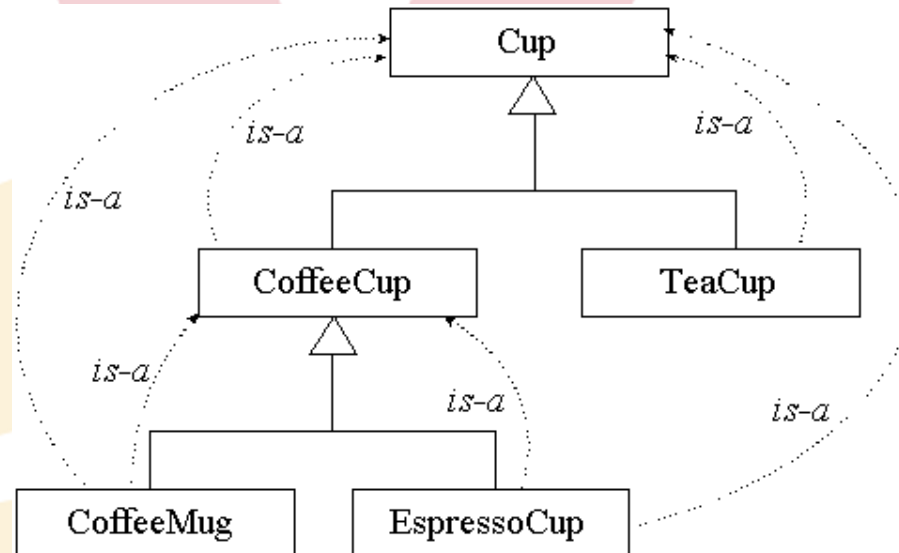 Cup
is-a
is-a
is-a
CoffeeCup
TeaCup
is-a
is-a
is-a
CoffeeMug
EspressoCup